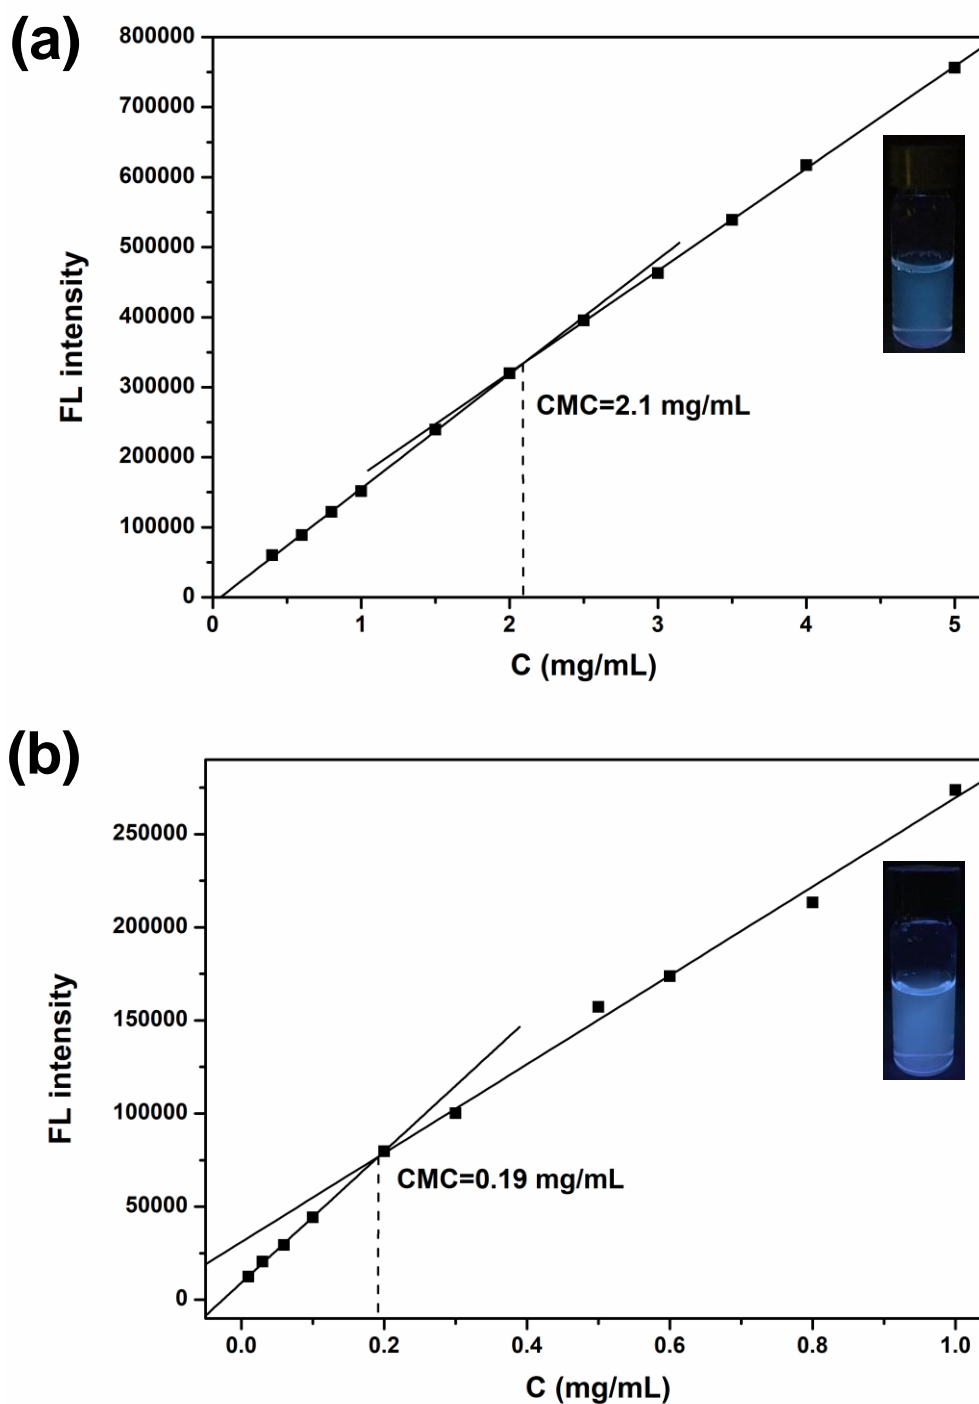 (a)
800000
700000
600000
500000
400000
300000
200000
100000
0
FL intensity
CMC=2.1 mg/mL
0 1 2 3 4 5
C (mg/mL)
(b)
250000
200000
150000
100000
50000
0
FL intensity
CMC=0.19 mg/mL
0.0 0.2 0.4 0.6 0.8 1.0
C (mg/mL)